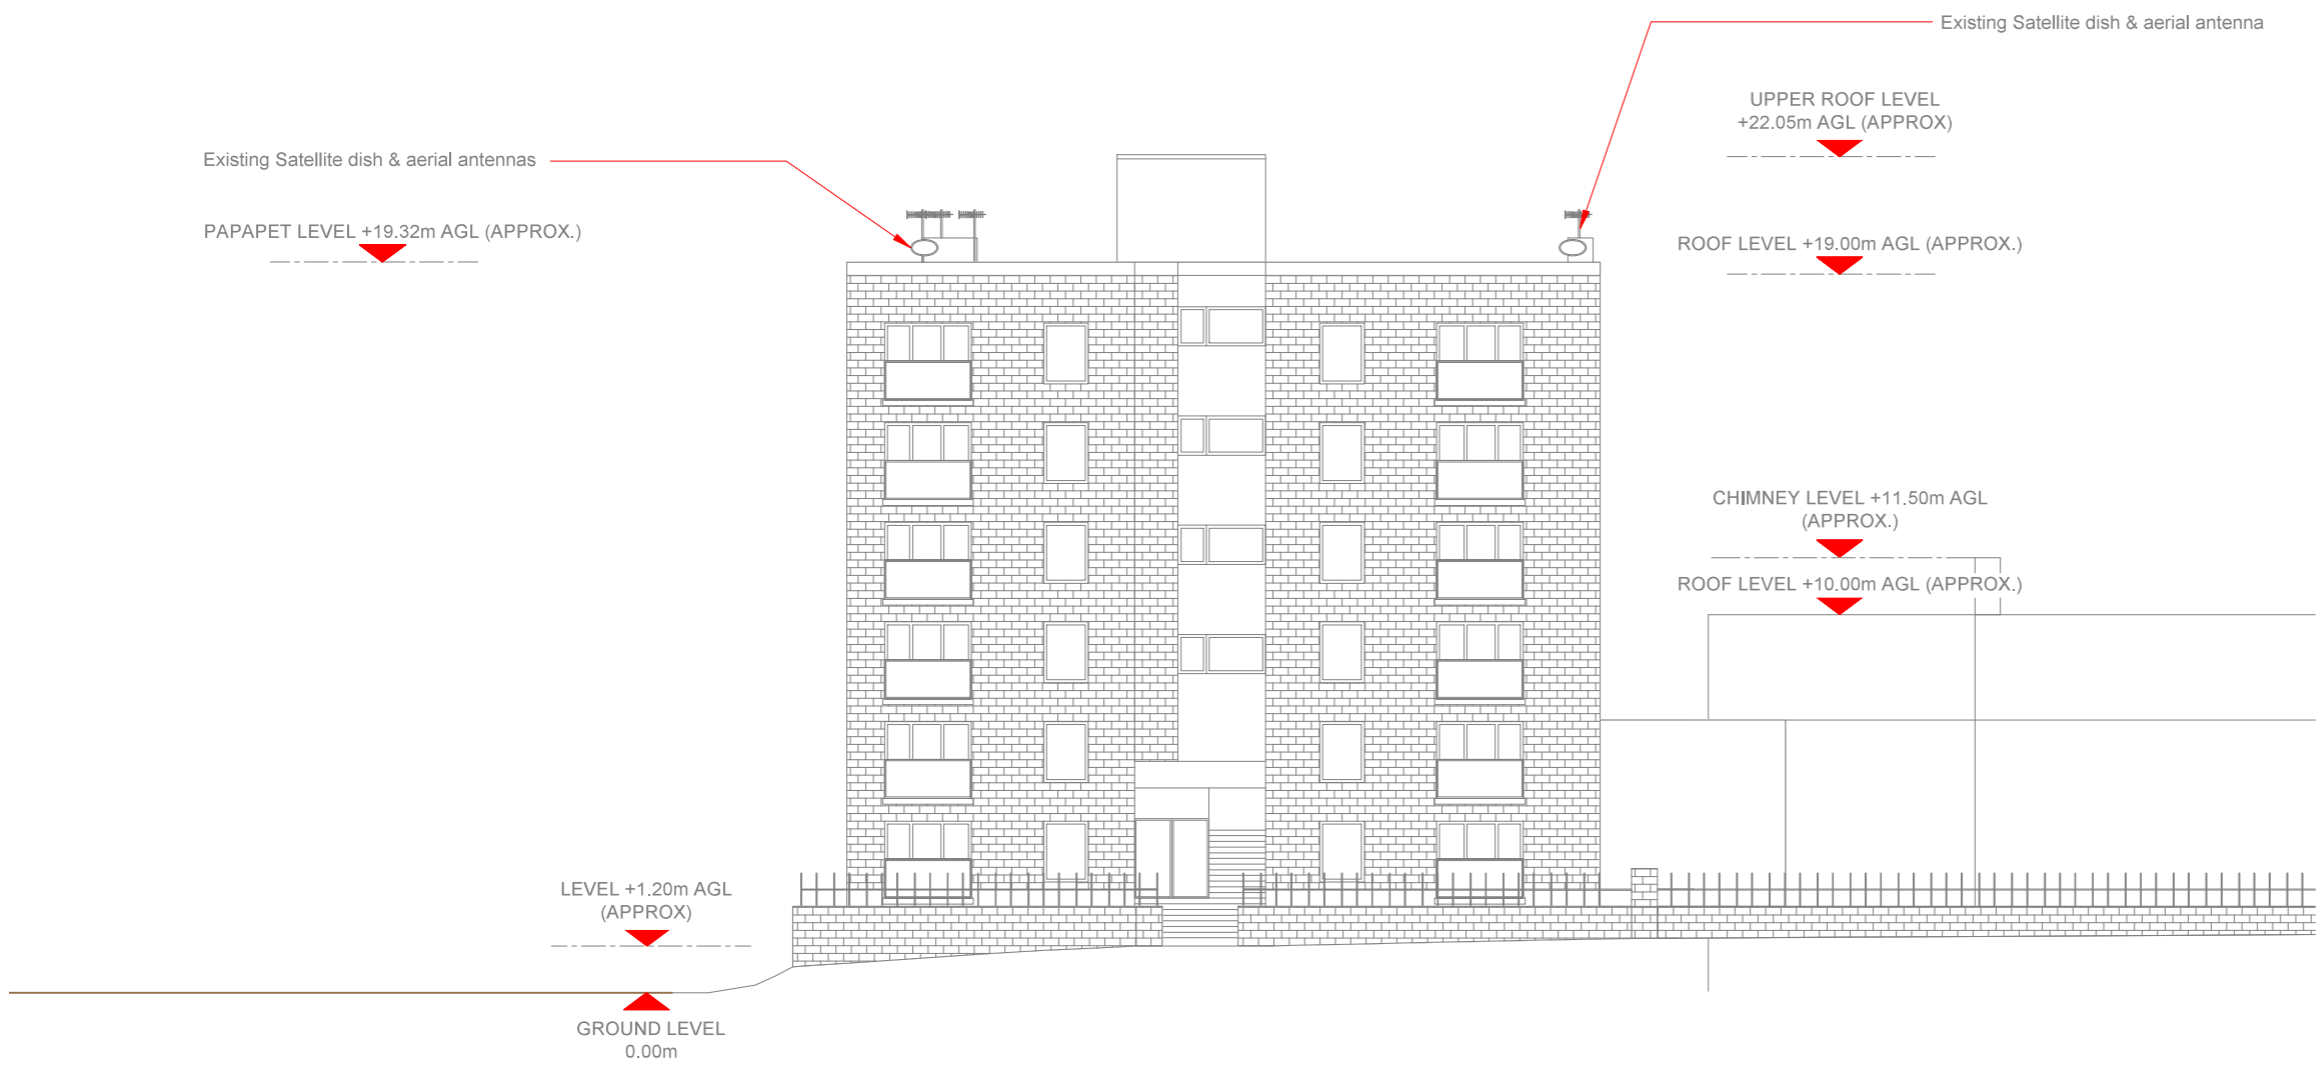 Existing Satellite dish & aerial antenna
UPPER ROOF LEVEL
+22.05m AGL (APPROX)
Existing Satellite dish & aerial antennas
PAPAPET LEVEL +19.32m AGL (APPROX.)
ROOF LEVEL +19.00m AGL (APPROX.)
CHIMNEY LEVEL +11.50m AGL
(APPROX.)
ROOF LEVEL +10.00m AGL (APPROX.)
LEVEL +1.20m AGL
(APPROX)
GROUND LEVEL
0.00m